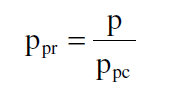 p_pr = p / p_pc